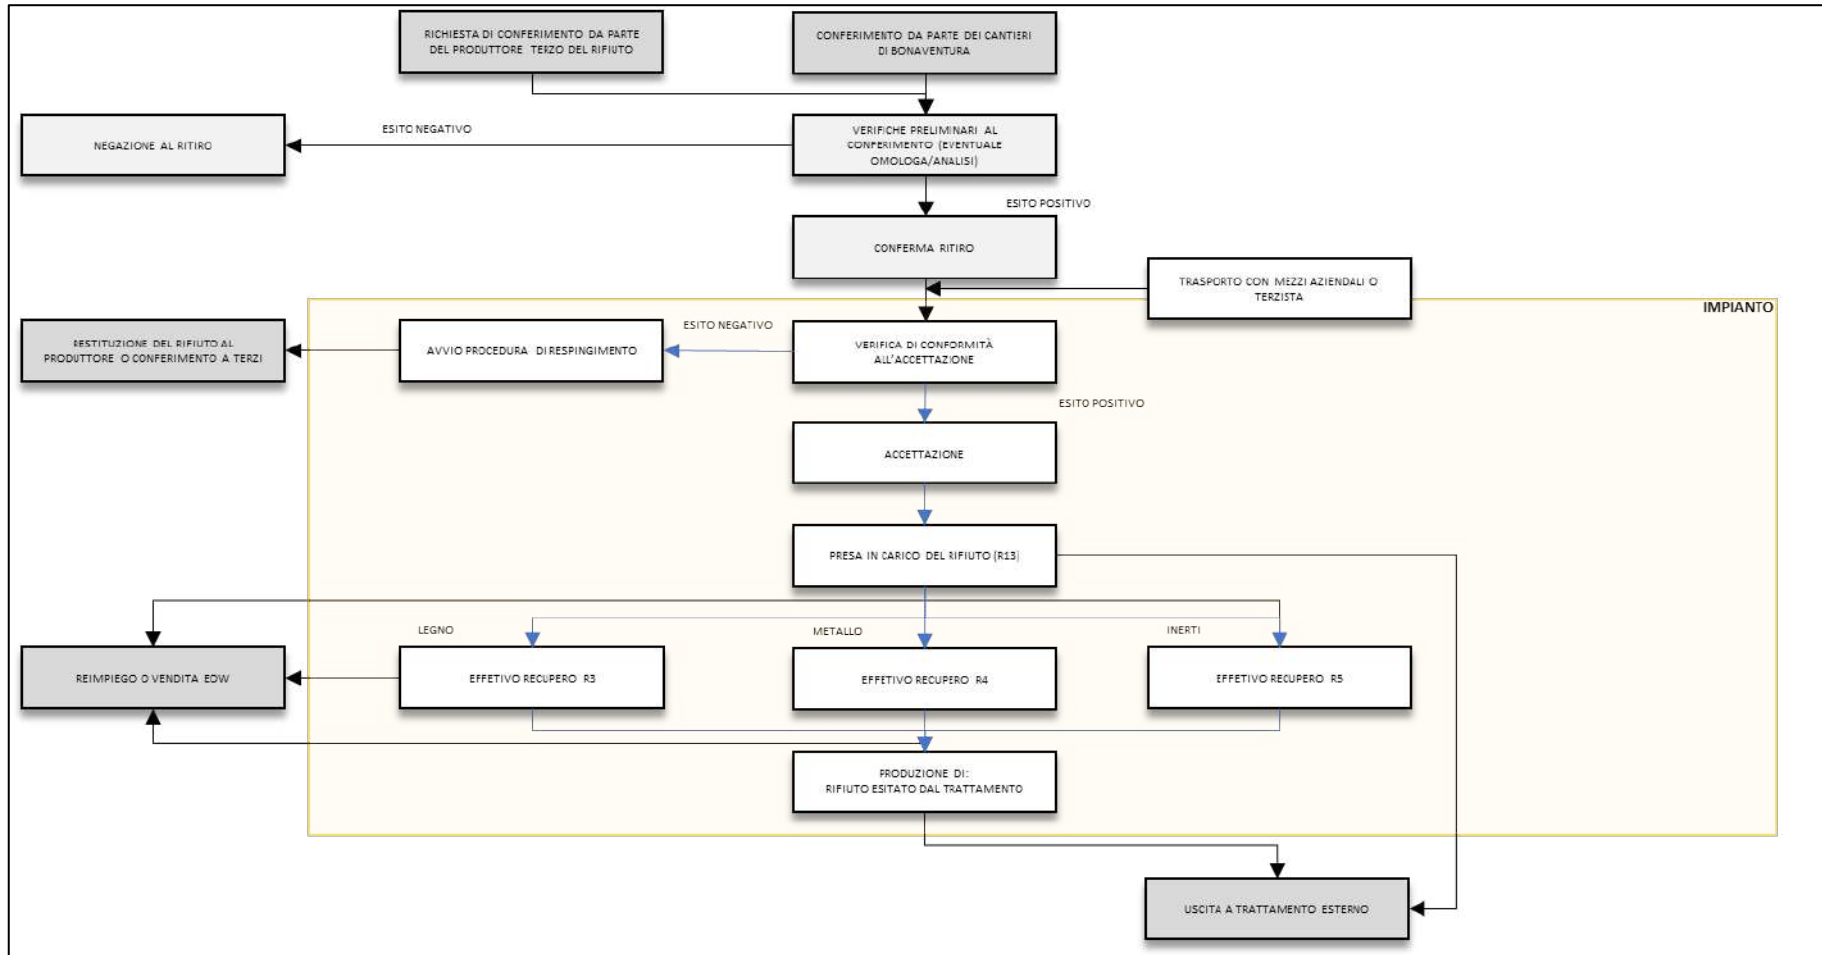 RICHIESTA DI CONFERIMENTO DA PARTE
DEL PRODUTTORE TERZO DEL RIFIUTO
CONFERIMENTO DA PARTE DEI CANTIERI
DI BONAVENTURA
NEGAZIONE AL RITIRO
ESITO NEGATIVO
VERIFICHE PRELIMINARI AL
CONFERIMENTO (EVENTUALE
OMOLOGA/ANALISI)
ESITO POSITIVO
CONFERMA RITIRO
TRASPORTO CON MEZZI AZIENDALI O
TERZISTA
IMPIANTO
RESTITUZIONE DEL RIFIUTO AL
PRODUTTORE O CONFERIMENTO A TERZI
AVVIO PROCEDURA DI RESPINGIMENTO
ESITO NEGATIVO
VERIFICA DI CONFORMITÀ
ALL'ACCETTAZIONE
ESITO POSITIVO
ACCETTAZIONE
PRESA IN CARICO DEL RIFIUTO (R13)
LEGNO
METALLO
INERTI
REIMPIEGO O VENDITA EOW
EFFETIVO RECUPERO R3
EFFETIVO RECUPERO R4
EFFETIVO RECUPERO R5
PRODUZIONE DI:
RIFIUTO ESITATO DAL TRATTAMENTO
USCITA A TRATTAMENTO ESTERNO